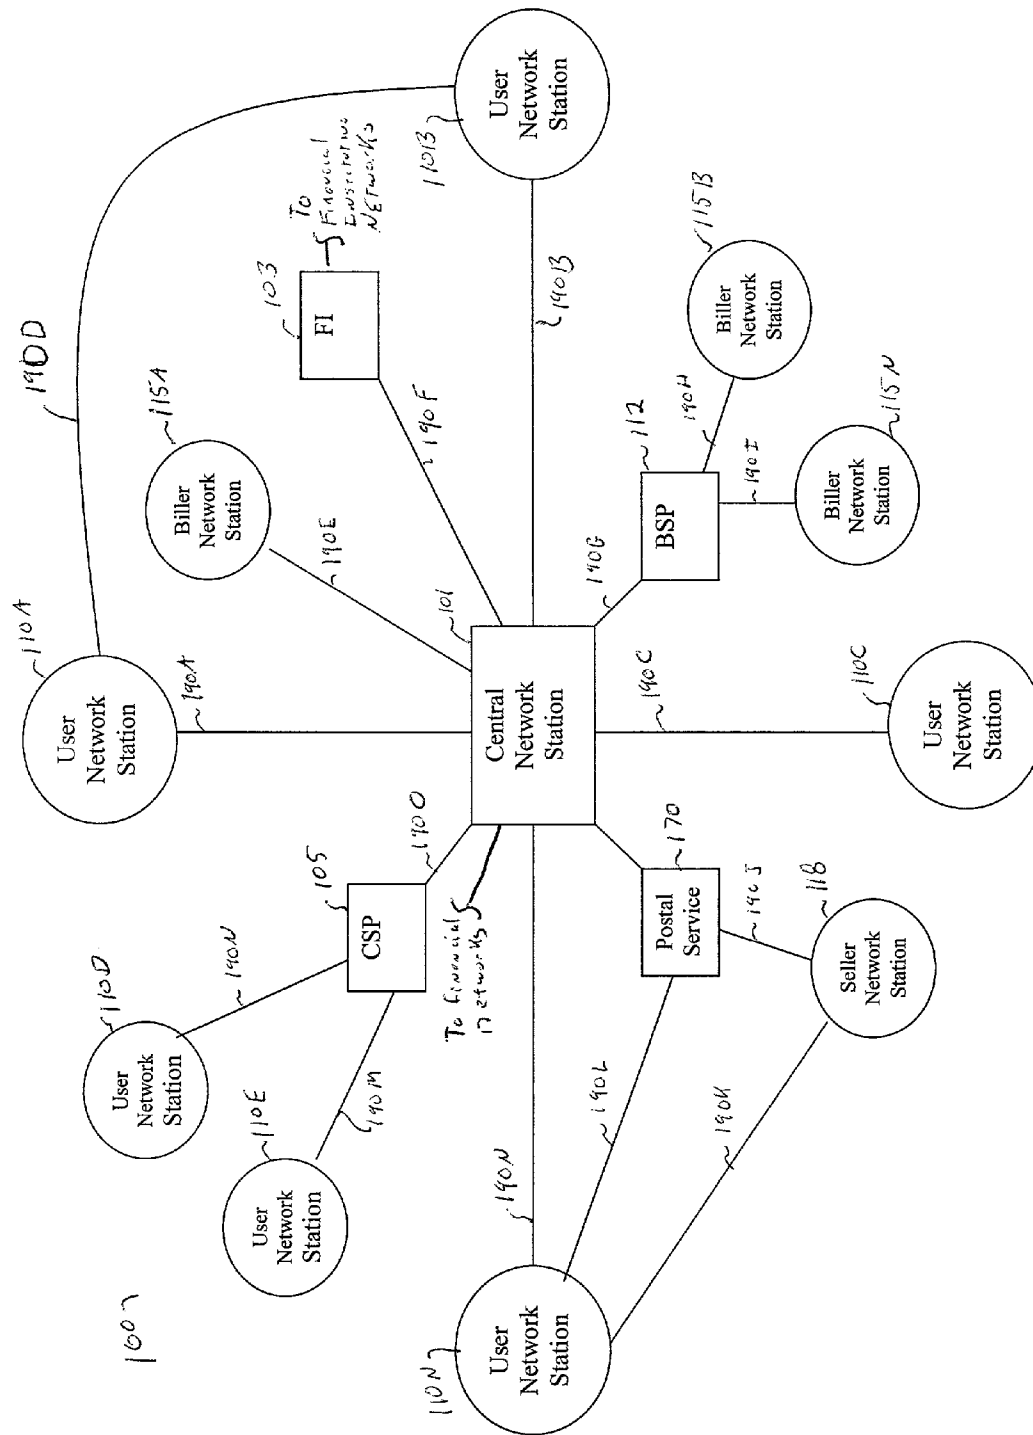 100
110N
User
Network
Station
110E
User
Network
Station
110D
User
Network
Station
190N
190M
105
CSP
190O
To Financial
networks
190N
190L
190K
170
Postal
Service
190J
118
Seller
Network
Station
110A
User
Network
Station
190A
190D
101
Central
Network
Station
190C
110C
User
Network
Station
190E
115A
Biller
Network
Station
190F
103
FI
To
Financial
Institution
Networks
190B
110B
User
Network
Station
190G
112
BSP
190H
190I
115B
Biller
Network
Station
115N
Biller
Network
Station